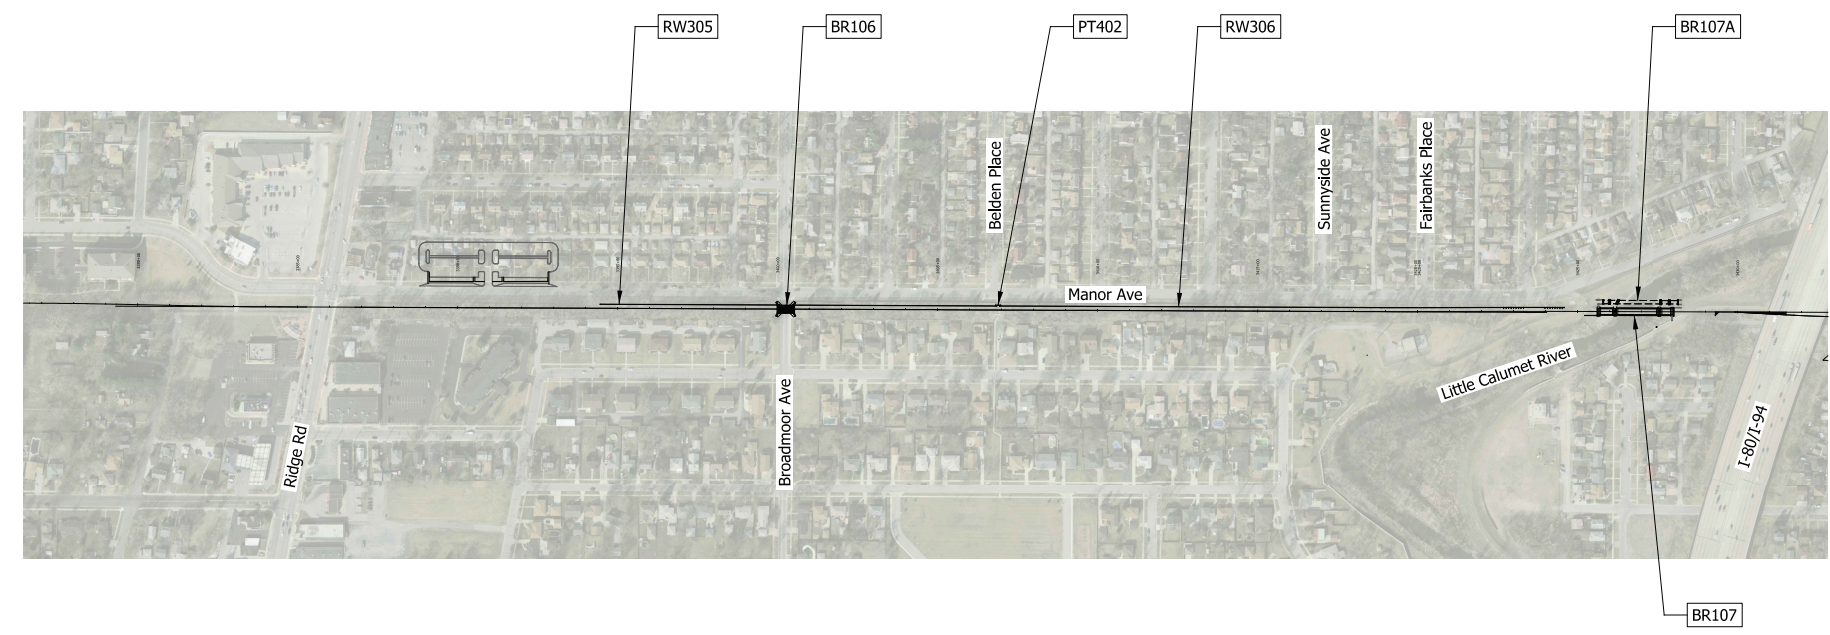 RW305
BR106
PT402
RW306
BR107A
Belden Place
Sunnyside Ave
Fairbanks Place
Manor Ave
Little Calumet River
Ridge Rd
Broadmoor Ave
I-80/I-94
BR107